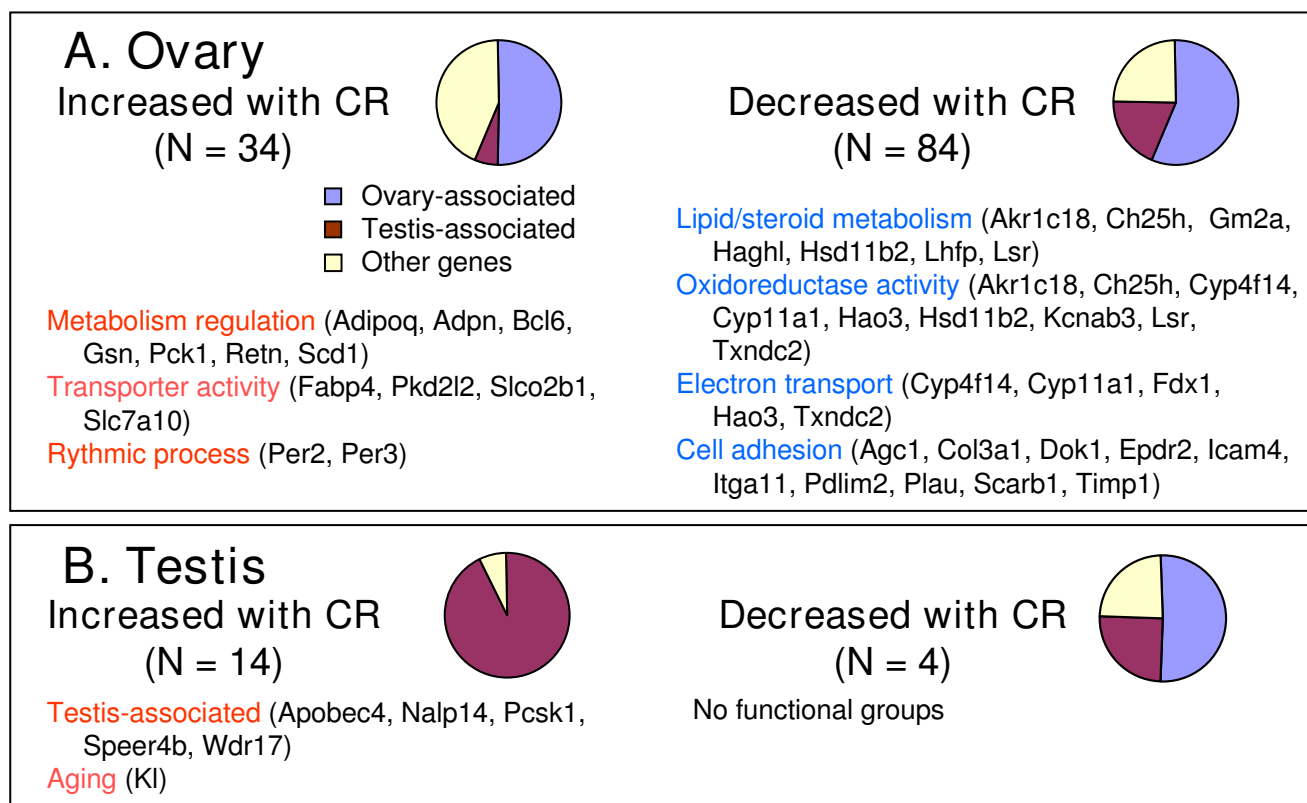 A. Ovary
Increased with CR
(N = 34)
Ovary-associated
Testis-associated
Other genes
Metabolism regulation (Adipoq, Adpn, Bcl6,
Gsn, Pck1, Retn, Scd1)
Transporter activity (Fabp4, Pkd2l2, Slco2b1,
Slc7a10)
Rythmic process (Per2, Per3)
Decreased with CR
(N = 84)
Lipid/steroid metabolism (Akr1c18, Ch25h, Gm2a,
Haghl, Hsd11b2, Lhfp, Lsr)
Oxidoreductase activity (Akr1c18, Ch25h, Cyp4f14,
Cyp11a1, Hao3, Hsd11b2, Kcnab3, Lsr,
Txndc2)
Electron transport (Cyp4f14, Cyp11a1, Fdx1,
Hao3, Txndc2)
Cell adhesion (Agc1, Col3a1, Dok1, Epdr2, Icam4,
Itga11, Pdlim2, Plau, Scarb1, Timp1)
B. Testis
Increased with CR
(N = 14)
Testis-associated (Apobec4, Nalp14, Pcsk1,
Speer4b, Wdr17)
Aging (Kl)
Decreased with CR
(N = 4)
No functional groups